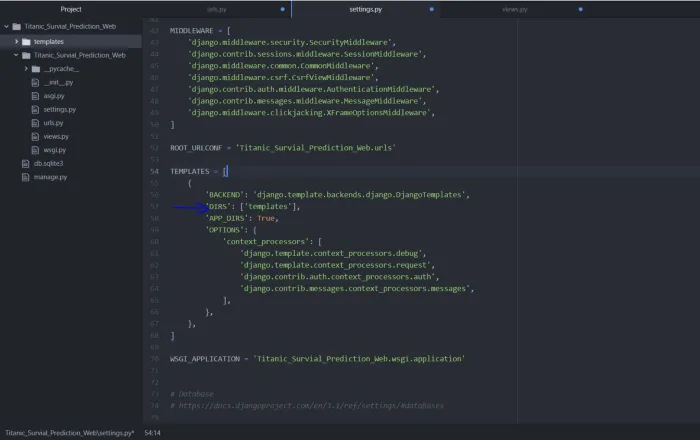 Project
urls.py
settings.py
views.py
Titanic_Survial_Prediction_Web
templates
Titanic_Survial_Prediction_Web
__pycache__
__init__.py
asgi.py
settings.py
urls.py
views.py
wsgi.py
db.sqlite3
manage.py
42
43 MIDDLEWARE = [
44 'django.middleware.security.SecurityMiddleware',
45 'django.contrib.sessions.middleware.SessionMiddleware',
46 'django.middleware.common.CommonMiddleware',
47 'django.middleware.csrf.CsrfViewMiddleware',
48 'django.contrib.auth.middleware.AuthenticationMiddleware',
49 'django.contrib.messages.middleware.MessageMiddleware',
49 'django.middleware.clickjacking.XFrameOptionsMiddleware',
50 ]
51
52 ROOT_URLCONF = 'Titanic_Survial_Prediction_Web.urls'
53
54 TEMPLATES = [
55 {
56 'BACKEND': 'django.template.backends.django.DjangoTemplates',
57 'DIRS': ['templates'],
58 'APP_DIRS': True,
59 'OPTIONS': {
60 'context_processors': [
61 'django.template.context_processors.debug',
62 'django.template.context_processors.request',
63 'django.contrib.auth.context_processors.auth',
64 'django.contrib.messages.context_processors.messages',
65 ],
66 },
67 },
68 ]
69
70 WSGI_APPLICATION = 'Titanic_Survial_Prediction_Web.wsgi.application'
71
72
73 # Database
74 # https://docs.djangoproject.com/en/3.1/ref/settings/#databases
75
Titanic_Survial_Prediction_Web\settings.py* 54:14